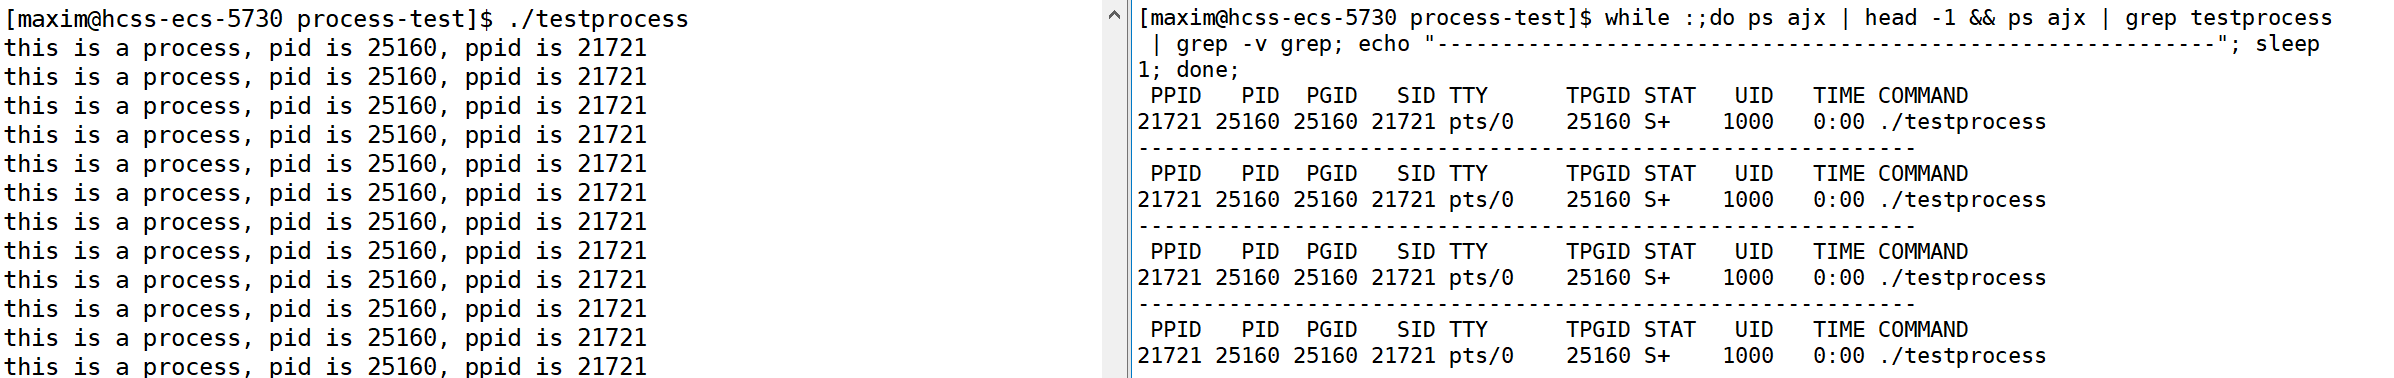 [maxim@hcss-ecs-5730 process-test]$ ./testprocess
this is a process, pid is 25160, ppid is 21721
this is a process, pid is 25160, ppid is 21721
this is a process, pid is 25160, ppid is 21721
this is a process, pid is 25160, ppid is 21721
this is a process, pid is 25160, ppid is 21721
this is a process, pid is 25160, ppid is 21721
this is a process, pid is 25160, ppid is 21721
this is a process, pid is 25160, ppid is 21721
this is a process, pid is 25160, ppid is 21721
this is a process, pid is 25160, ppid is 21721
this is a process, pid is 25160, ppid is 21721
this is a process, pid is 25160, ppid is 21721
[maxim@hcss-ecs-5730 process-test]$ while :;do ps ajx | head -1 && ps ajx | grep testprocess
 | grep -v grep; echo "------------------------------------------------------------"; sleep
1; done;
 PPID   PID  PGID   SID TTY      TPGID STAT   UID   TIME COMMAND
21721 25160 25160 21721 pts/0    25160 S+    1000   0:00 ./testprocess
------------------------------------------------------------
 PPID   PID  PGID   SID TTY      TPGID STAT   UID   TIME COMMAND
21721 25160 25160 21721 pts/0    25160 S+    1000   0:00 ./testprocess
------------------------------------------------------------
 PPID   PID  PGID   SID TTY      TPGID STAT   UID   TIME COMMAND
21721 25160 25160 21721 pts/0    25160 S+    1000   0:00 ./testprocess
------------------------------------------------------------
 PPID   PID  PGID   SID TTY      TPGID STAT   UID   TIME COMMAND
21721 25160 25160 21721 pts/0    25160 S+    1000   0:00 ./testprocess